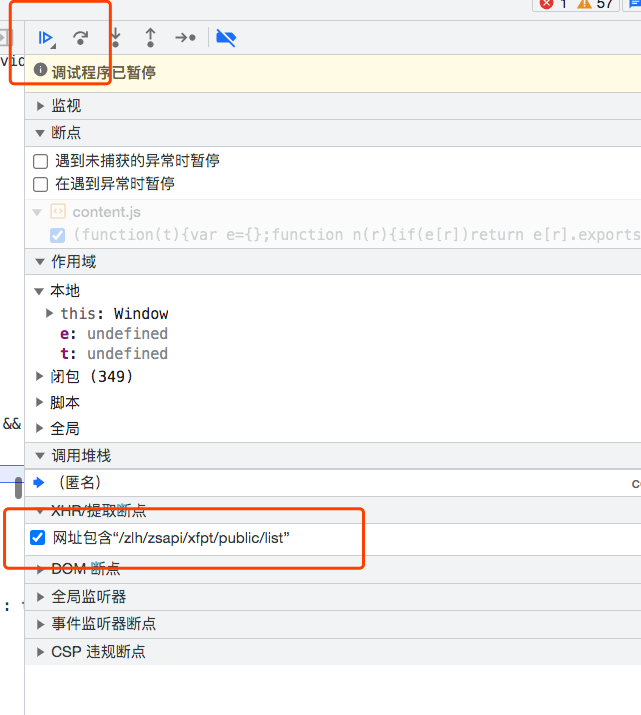 1 57
vid
调试程序已暂停
监视
断点
遇到未捕获的异常时暂停
在遇到异常时暂停
content.js
(function(t){var e={};function n(r){if(e[r])return e[r].exports
作用域
本地
this: Window
e: undefined
t: undefined
闭包 (349)
脚本
&&
全局
调用堆栈
（匿名）
XHR/提取断点
网址包含“/zlh/zsapi/xfpt/public/list”
DOM 断点
全局监听器
:
事件监听器断点
CSP 违规断点